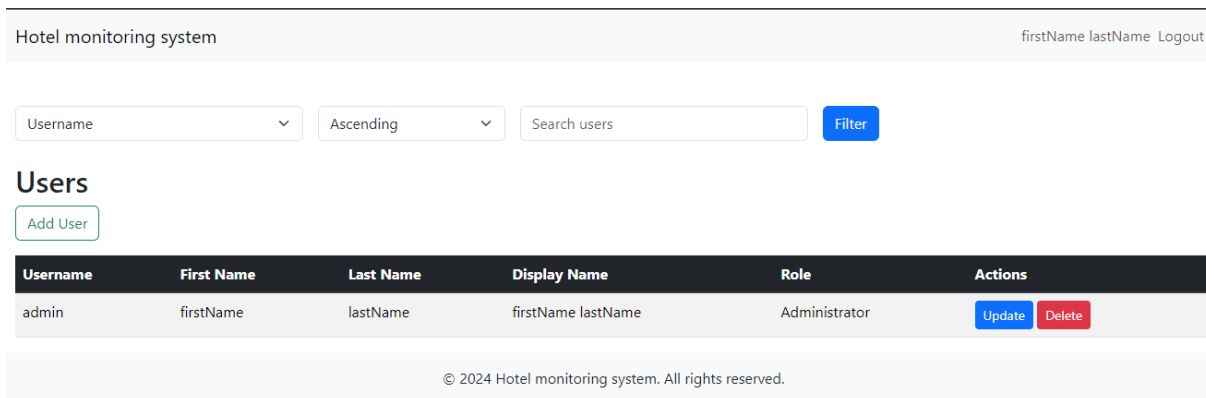 Hotel monitoring system firstName lastName Logout
Username Ascending Search users Filter
Users
Add User
Username First Name Last Name Display Name Role Actions
admin firstName lastName firstName lastName Administrator Update Delete
© 2024 Hotel monitoring system. All rights reserved.